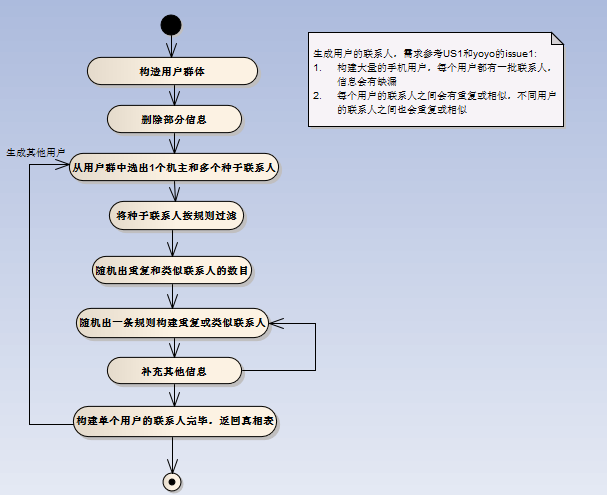 构造用户群体
生成用户的联系人，需求参考US1和yoyo的issue1:
1. 构建大量的手机用户，每个用户都有一批联系人，
信息会有缺漏
2. 每个用户的联系人之间会有重复或相似，不同用户
的联系人之间也会重复或相似
删除部分信息
生成其他用户
从用户群中选出1个机主和多个种子联系人
将种子联系人按规则过滤
随机出重复和类似联系人的数目
随机出一条规则构建重复或类似联系人
补充其他信息
构建单个用户的联系人完毕，返回真相表